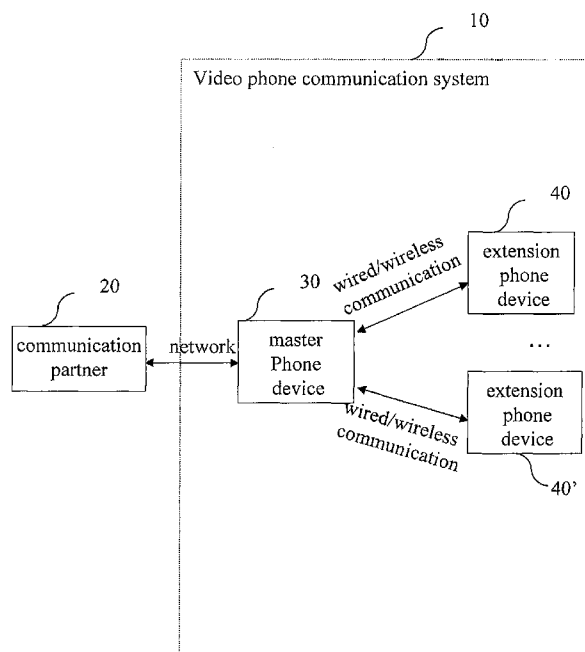 10
Video phone communication system
40
extension
phone
device
wired/wireless
communication
20
30
communication
partner
network
master
Phone
device
...
wired/wireless
communication
extension
phone
device
40'